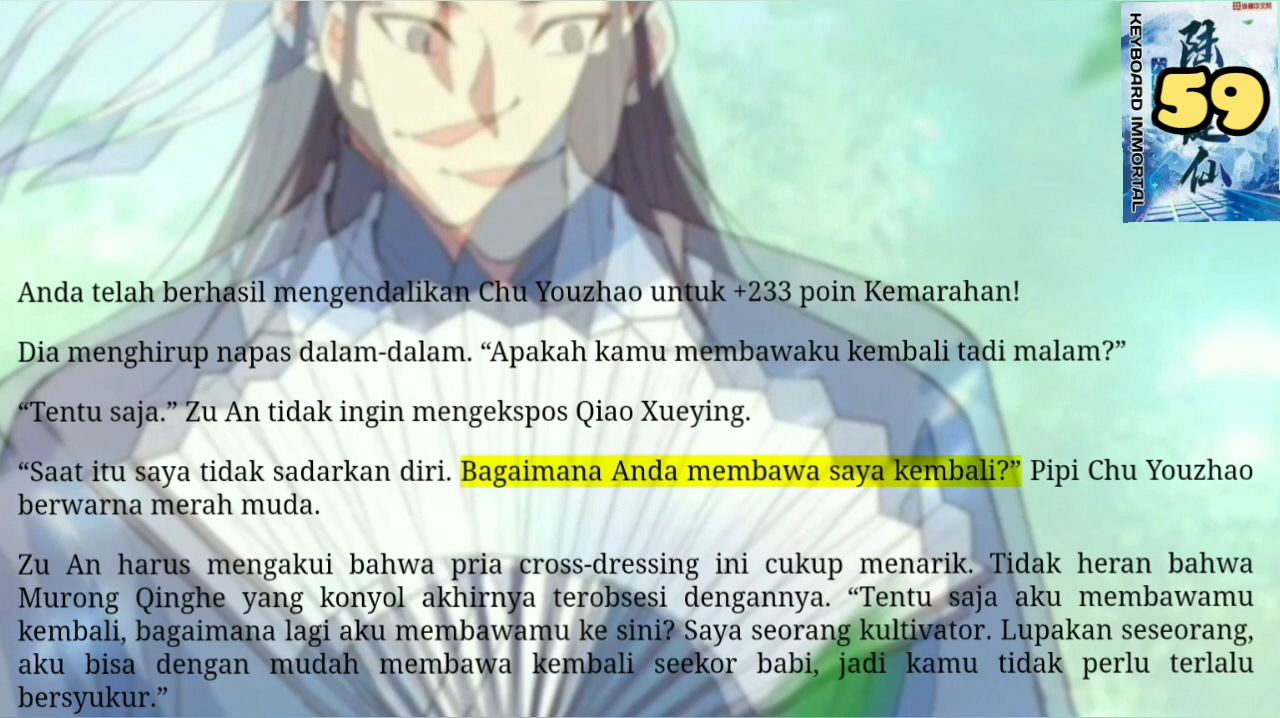 KEYBOARD IMMORTAL
59
仙
Anda telah berhasil mengendalikan Chu Youzhao untuk +233 poin Kemarahan!
Dia menghirup napas dalam-dalam. “Apakah kamu membawaku kembali tadi malam?”
“Tentu saja.” Zu An tidak ingin mengekspos Qiao Xueying.
“Saat itu saya tidak sadarkan diri. Bagaimana Anda membawa saya kembali?” Pipi Chu Youzhao
berwarna merah muda.
Zu An harus mengakui bahwa pria cross-dressing ini cukup menarik. Tidak heran bahwa
Murong Qinghe yang konyol akhirnya terobsesi dengannya. “Tentu saja aku membawamu
kembali, bagaimana lagi aku membawamu ke sini? Saya seorang kultivator. Lupakan seseorang,
aku bisa dengan mudah membawa kembali seekor babi, jadi kamu tidak perlu terlalu
bersyukur.”